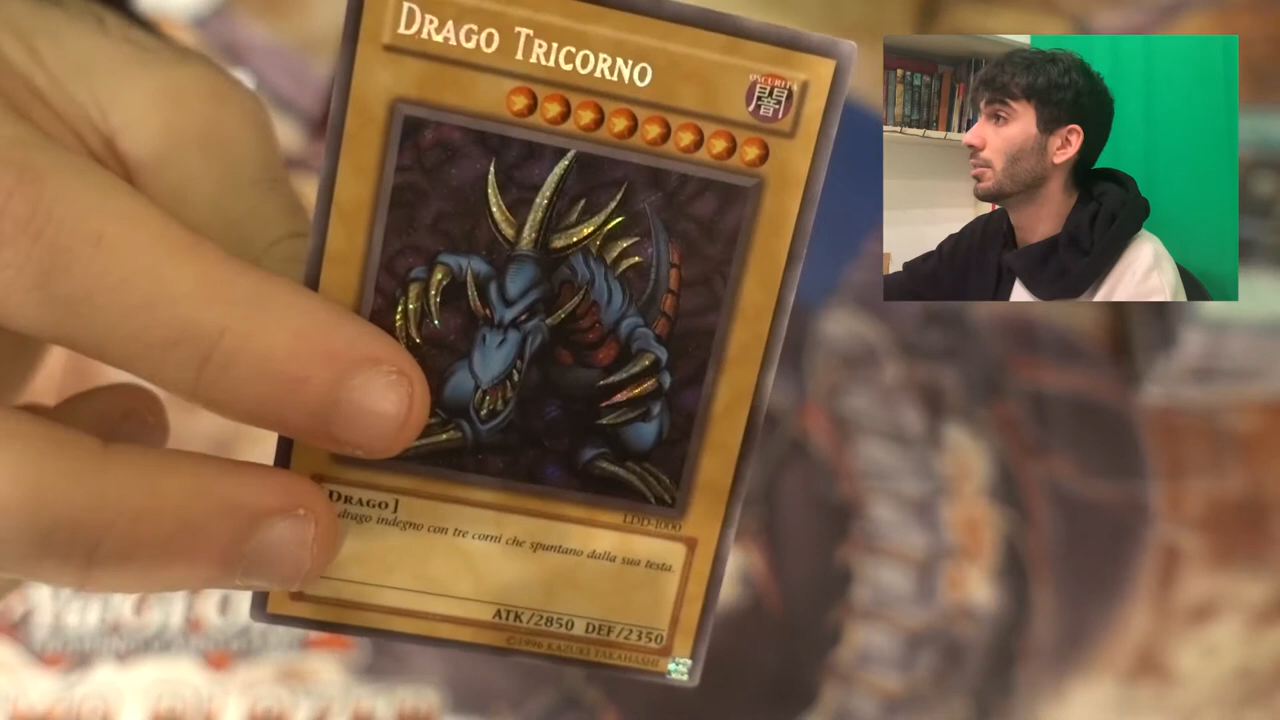 DRAGO TRICORNO
OSCURITÀ
闇
DRAGO]
drago indegno con tre corni che spuntano dalla sua testa.
LDD-I000
ATK/2850 DEF/2350
©1996 KAZUKI TAKAHASHI